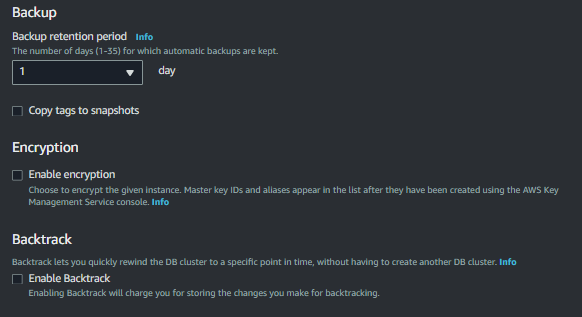 Backup
Backup retention period Info
The number of days (1-35) for which automatic backups are kept.
1 day
Copy tags to snapshots
Encryption
Enable encryption
Choose to encrypt the given instance. Master key IDs and aliases appear in the list after they have been created using the AWS Key
Management Service console. Info
Backtrack
Backtrack lets you quickly rewind the DB cluster to a specific point in time, without having to create another DB cluster. Info
Enable Backtrack
Enabling Backtrack will charge you for storing the changes you make for backtracking.